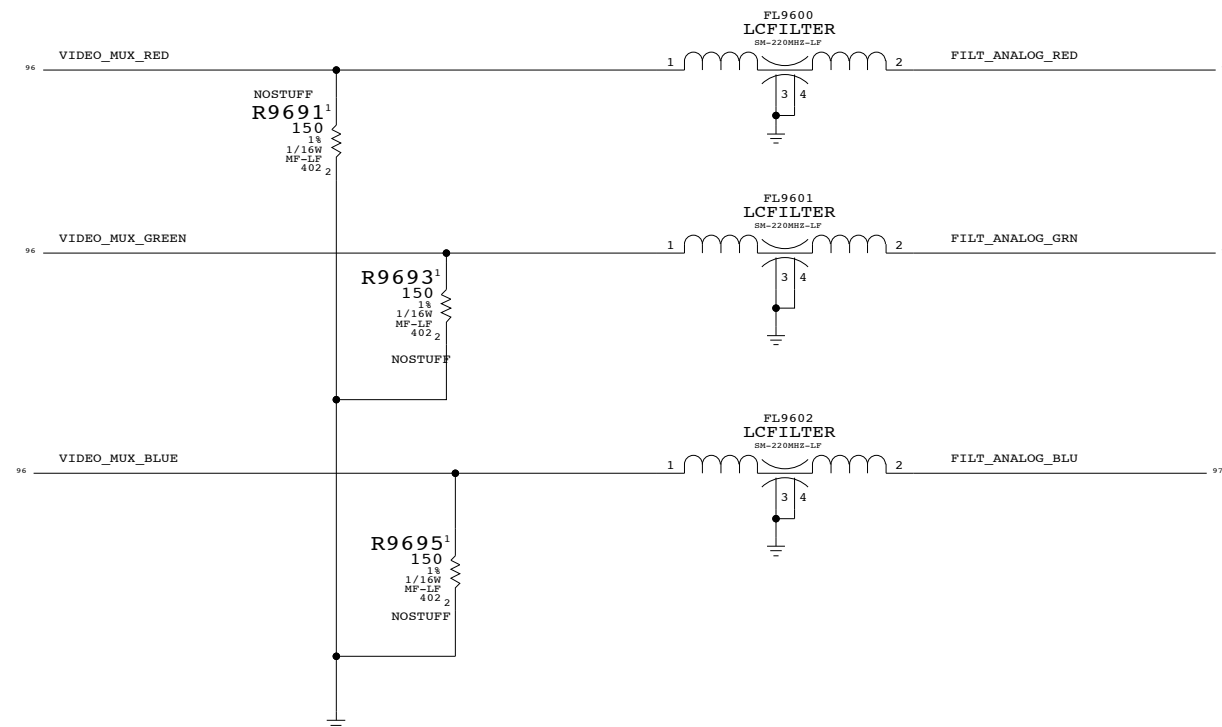 FL9600
LCFILTER
SM-220MHZ-LF
VIDEO_MUX_RED
FILT_ANALOG_RED
96
1
2
3 4
NOSTUFF
R9691 1
150
1%
1/16W
MF-LF
402 2
FL9601
LCFILTER
SM-220MHZ-LF
VIDEO_MUX_GREEN
FILT_ANALOG_GRN
96
1
2
3 4
R9693 1
150
1%
1/16W
MF-LF
402 2
NOSTUFF
FL9602
LCFILTER
SM-220MHZ-LF
VIDEO_MUX_BLUE
FILT_ANALOG_BLU
96
1
2
97
3 4
R9695 1
150
1%
1/16W
MF-LF
402 2
NOSTUFF